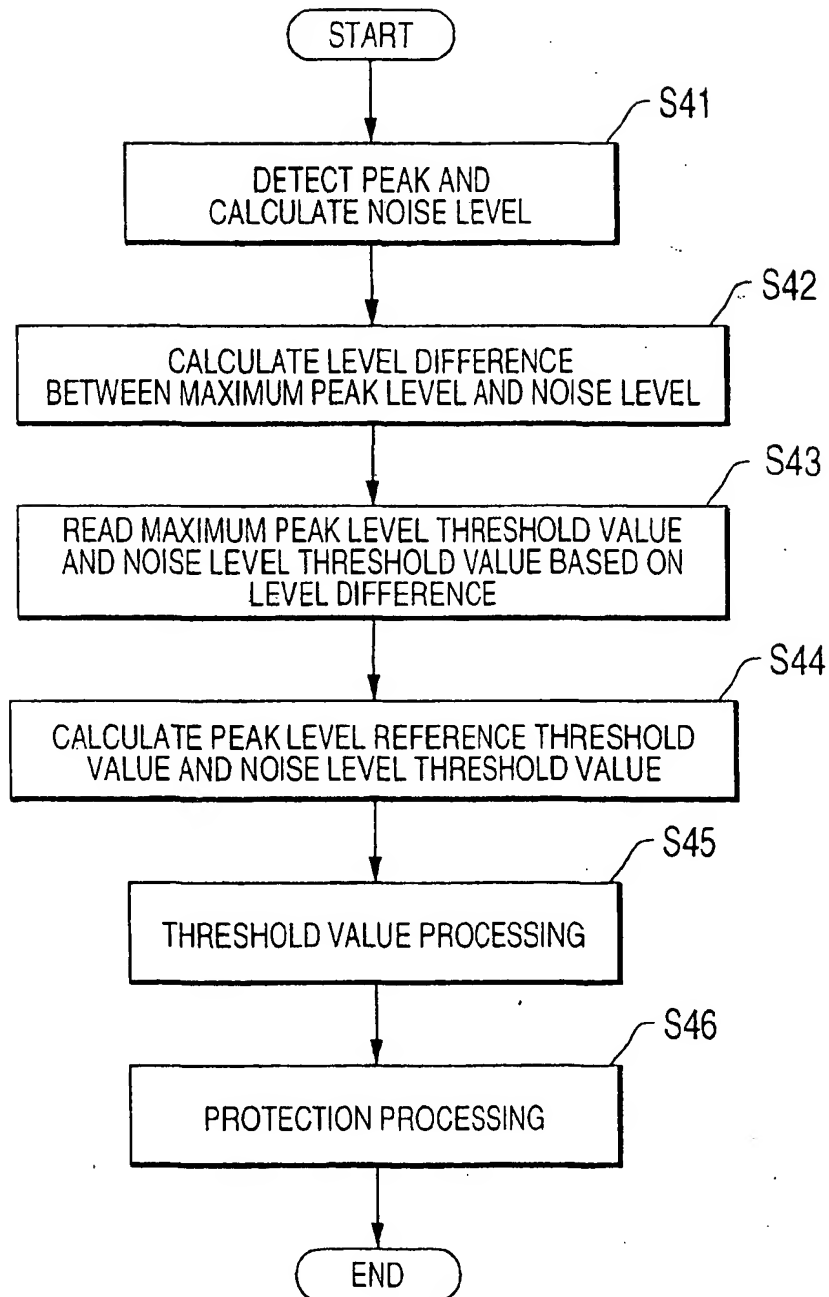 START
S41
DETECT PEAK AND
CALCULATE NOISE LEVEL
S42
CALCULATE LEVEL DIFFERENCE
BETWEEN MAXIMUM PEAK LEVEL AND NOISE LEVEL
S43
READ MAXIMUM PEAK LEVEL THRESHOLD VALUE
AND NOISE LEVEL THRESHOLD VALUE BASED ON
LEVEL DIFFERENCE
S44
CALCULATE PEAK LEVEL REFERENCE THRESHOLD
VALUE AND NOISE LEVEL THRESHOLD VALUE
S45
THRESHOLD VALUE PROCESSING
S46
PROTECTION PROCESSING
END